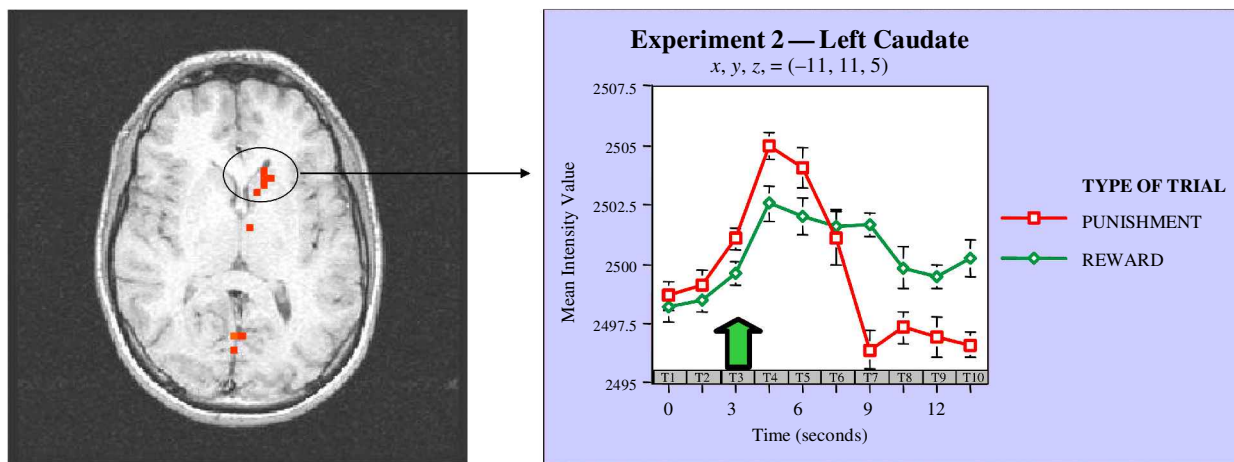 Experiment 2 — Left Caudate
x, y, z, = (–11, 11, 5)
Mean Intensity Value
2507.5
2505
2502.5
2500
2497.5
2495
T1 T2 T3 T4 T5 T6 T7 T8 T9 T10
0 3 6 9 12
Time (seconds)
TYPE OF TRIAL
PUNISHMENT
REWARD